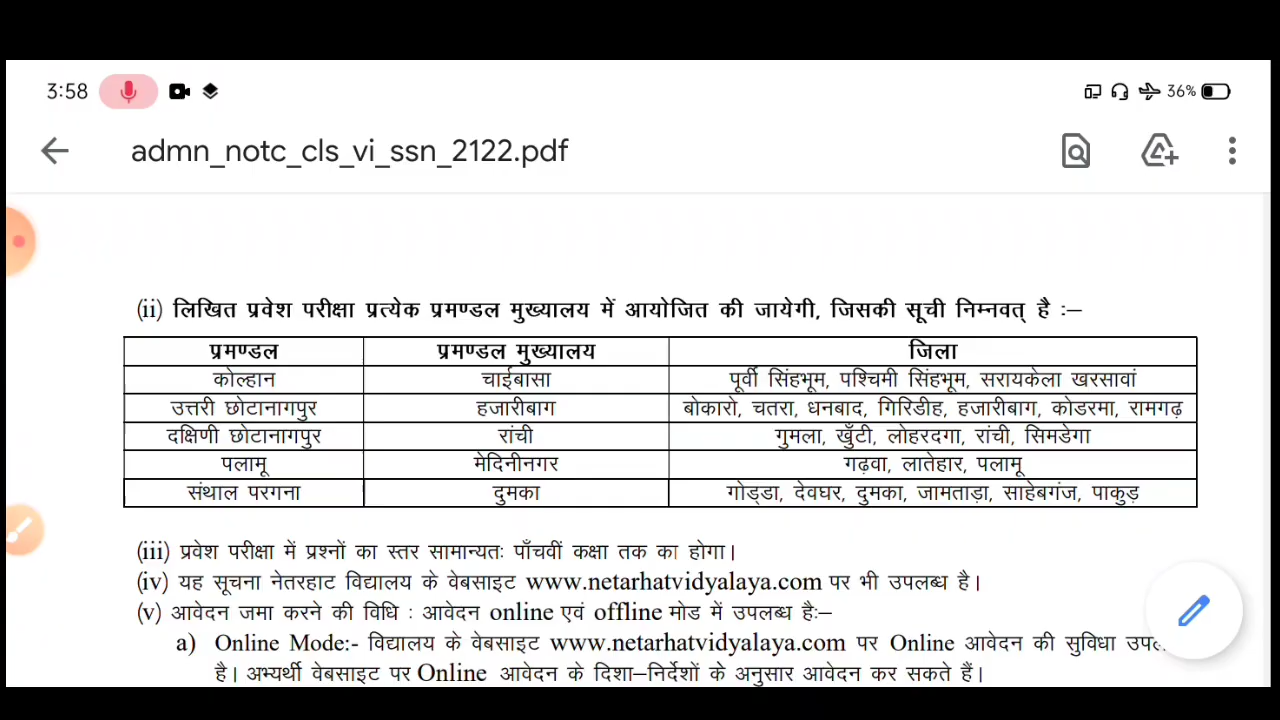 3:58
36%
admn_notc_cls_vi_ssn_2122.pdf
(ii) लिखित प्रवेश परीक्षा प्रत्येक प्रमण्डल मुख्यालय में आयोजित की जायेगी, जिसकी सूची निम्नवत् है :–
प्रमण्डल प्रमण्डल मुख्यालय जिला
कोल्हान चाईबासा पूर्वी सिंहभूम, पश्चिमी सिंहभूम, सरायकेला खरसावां
उत्तरी छोटानागपुर हजारीबाग बोकारो, चतरा, धनबाद, गिरिडीह, हजारीबाग, कोडरमा, रामगढ़
दक्षिणी छोटानागपुर रांची गुमला, खुँटी, लोहरदगा, रांची, सिमडेगा
पलामू मेदिनीनगर गढ़वा, लातेहार, पलामू
संथाल परगना दुमका गोड्डा, देवघर, दुमका, जामताड़ा, साहेबगंज, पाकुड़
(iii) प्रवेश परीक्षा में प्रश्नों का स्तर सामान्यतः पाँचवीं कक्षा तक का होगा।
(iv) यह सूचना नेतरहाट विद्यालय के वेबसाइट www.netarhatvidyalaya.com पर भी उपलब्ध है।
(v) आवेदन जमा करने की विधि : आवेदन online एवं offline मोड में उपलब्ध है:–
a) Online Mode:- विद्यालय के वेबसाइट www.netarhatvidyalaya.com पर Online आवेदन की सुविधा
है। अभ्यर्थी वेबसाइट पर Online आवेदन के दिशा–निर्देशों के अनुसार आवेदन कर सकते हैं।